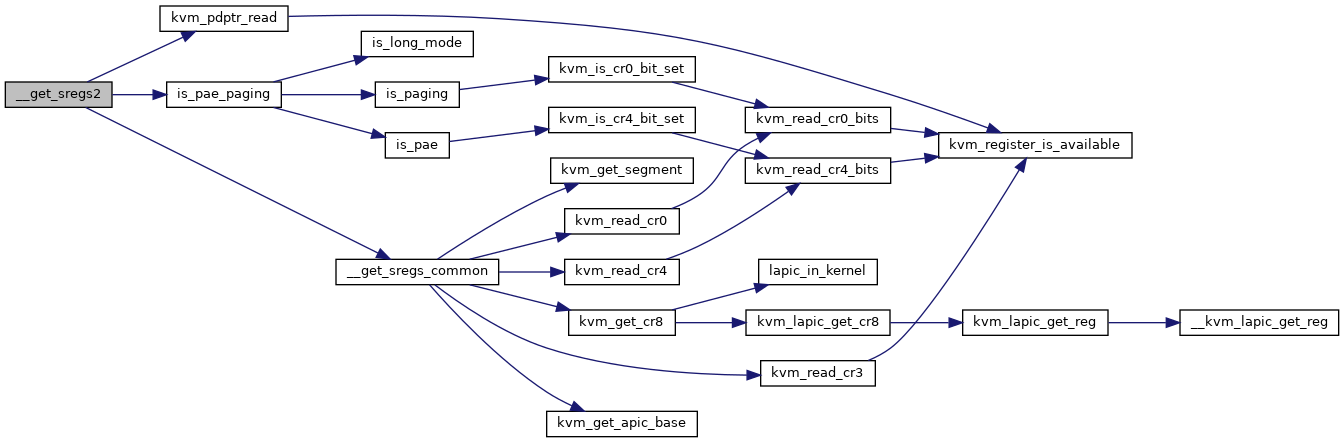 kvm_pdptr_read
is_long_mode
kvm_is_cr0_bit_set
__get_sregs2
is_pae_paging
is_paging
kvm_is_cr4_bit_set
kvm_read_cr0_bits
is_pae
kvm_register_is_available
kvm_get_segment
kvm_read_cr4_bits
kvm_read_cr0
__get_sregs_common
kvm_read_cr4
lapic_in_kernel
kvm_get_cr8
kvm_lapic_get_cr8
kvm_lapic_get_reg
__kvm_lapic_get_reg
kvm_read_cr3
kvm_get_apic_base